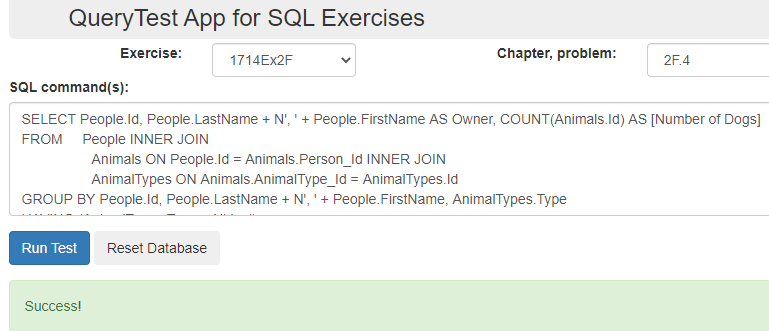 QueryTest App for SQL Exercises
Exercise: 1714Ex2F Chapter, problem: 2F.4
SQL command(s):
SELECT People.Id, People.LastName + N', ' + People.FirstName AS Owner, COUNT(Animals.Id) AS [Number of Dogs]
FROM People INNER JOIN
Animals ON People.Id = Animals.Person_Id INNER JOIN
AnimalTypes ON Animals.AnimalType_Id = AnimalTypes.Id
GROUP BY People.Id, People.LastName + N', ' + People.FirstName, AnimalTypes.Type
Run Test Reset Database
Success!